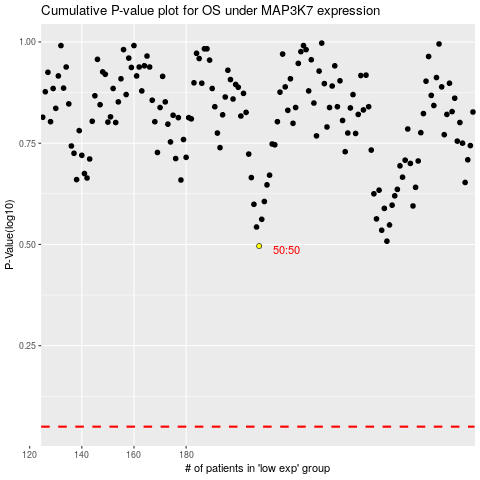 Cumulative P-value plot for OS under MAP3K7 expression
P-Value(log10)
1.00
0.75
0.50
0.25
50:50
120 140 160 180
# of patients in 'low exp' group